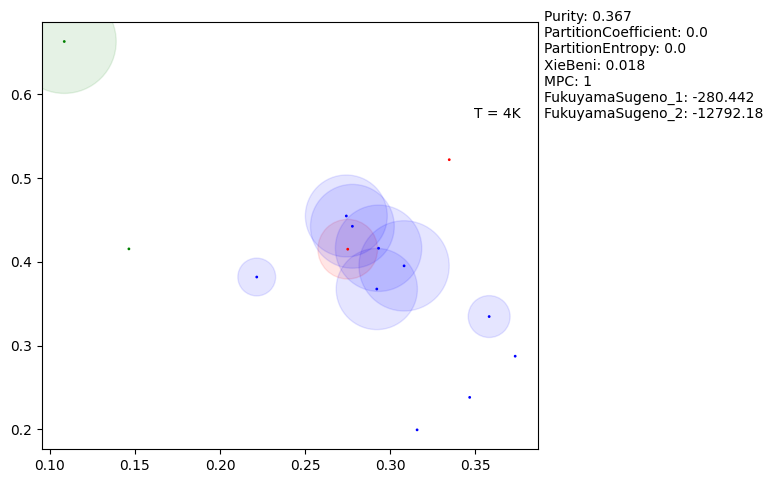 Purity: 0.367
PartitionCoefficient: 0.0
PartitionEntropy: 0.0
XieBeni: 0.018
MPC: 1
FukuyamaSugeno_1: -280.442
FukuyamaSugeno_2: -12792.18
T = 4K
0.6
0.5
0.4
0.3
0.2
0.10 0.15 0.20 0.25 0.30 0.35